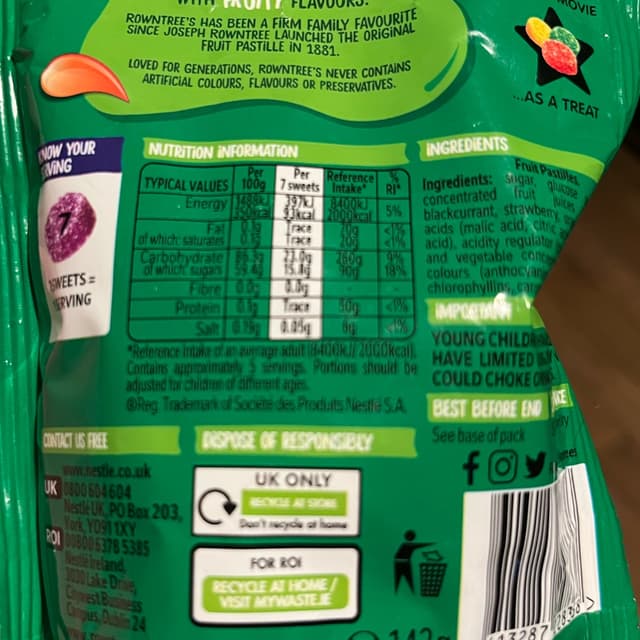 WITH FRUITY FLAVOURS.
ROWNTREE'S HAS BEEN A FIRM FAMILY FAVOURITE
SINCE JOSEPH ROWNTREE LAUNCHED THE ORIGINAL
FRUIT PASTILLE IN 1881.
LOVED FOR GENERATIONS, ROWNTREE'S NEVER CONTAINS
ARTIFICIAL COLOURS, FLAVOURS OR PRESERVATIVES.
MOVIE
...AS A TREAT
KNOW YOUR
SERVING
7
SWEETS =
SERVING
NUTRITION INFORMATION
TYPICAL VALUES Per 100g Per 7 sweets Reference Intake* % RI*
Energy 1488kJ 397kJ 8400kJ
350kcal 93kcal 2000kcal 5%
Fat 0.1g Trace 70g <1%
of which: saturates Trace 20g <1%
Carbohydrate 86.3g 23.0g 260g 9%
of which: sugars 59.4g 15.8g 90g 18%
Fibre 0.0g 0.0g - -
Protein 0.1g Trace 50g <1%
Salt 0.19g 0.05g 6g <1%
*Reference Intake of an average adult (8400kJ/2000kcal).
Contains approximately 5 servings. Portions should be
adjusted for children of different ages.
®Reg. Trademark of Société des Produits Nestlé S.A.
INGREDIENTS
Fruit Pastilles.
Ingredients: Sugar, glucose
concentrated fruit juices
blackcurrant, strawberry,
acids (malic acid, citric
acid), acidity regulator
and vegetable
colours (anthocyan
chlorophyllins,
IMPORTANT
YOUNG CHILDREN
HAVE LIMITED
COULD CHOKE
BEST BEFORE END
See base of pack
CONTACT US FREE
www.nestle.co.uk
UK 0800 604604
Nestlé UK, PO Box 203,
York, YO91 1XY
ROI 00800 6378 5385
Nestlé Ireland,
3030 Lake Drive,
Citywest Business
Campus, Dublin 24
DISPOSE OF RESPONSIBLY
UK ONLY
RECYCLE AT STORE
Don't recycle at home
FOR ROI
RECYCLE AT HOME/
VISIT MYWASTE.IE